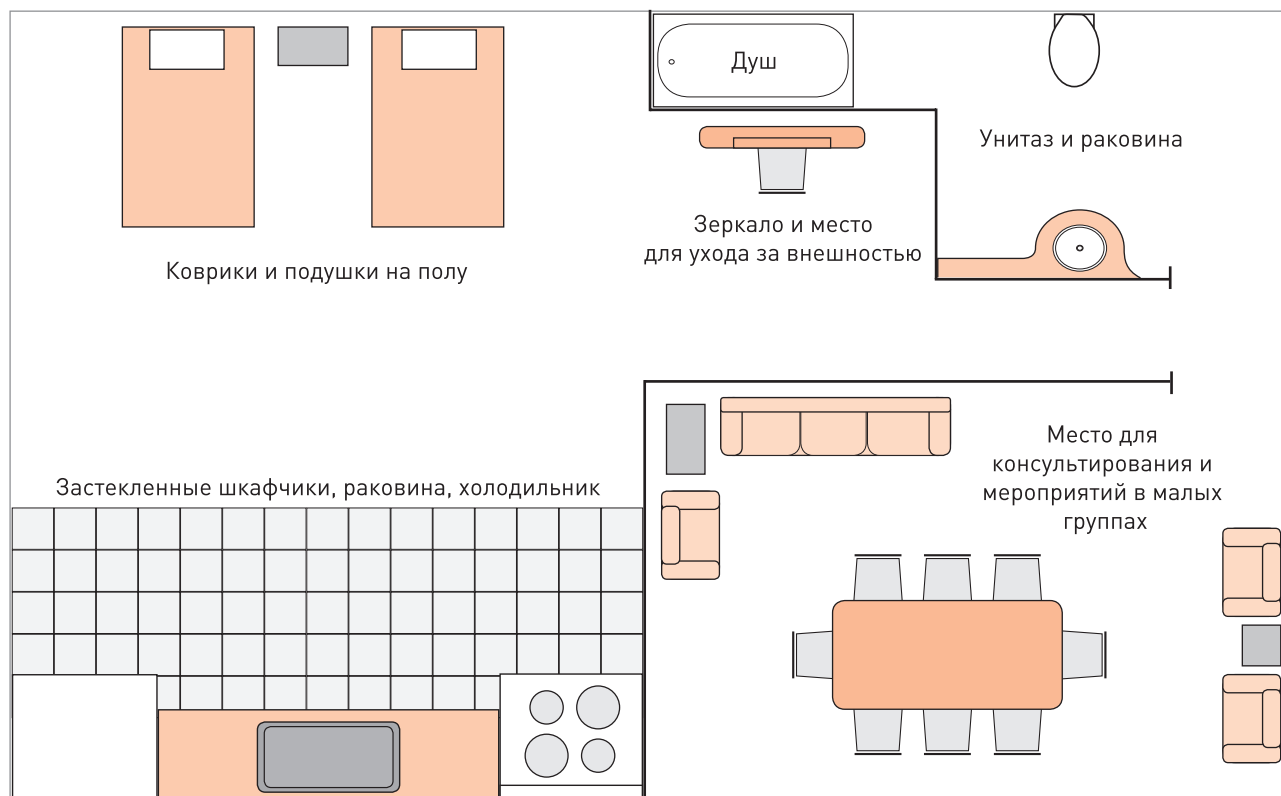 Душ
Унитаз и раковина
Зеркало и место
для ухода за внешностью
Коврики и подушки на полу
Место для
консультирования и
мероприятий в малых
группах
Застекленные шкафчики, раковина, холодильник